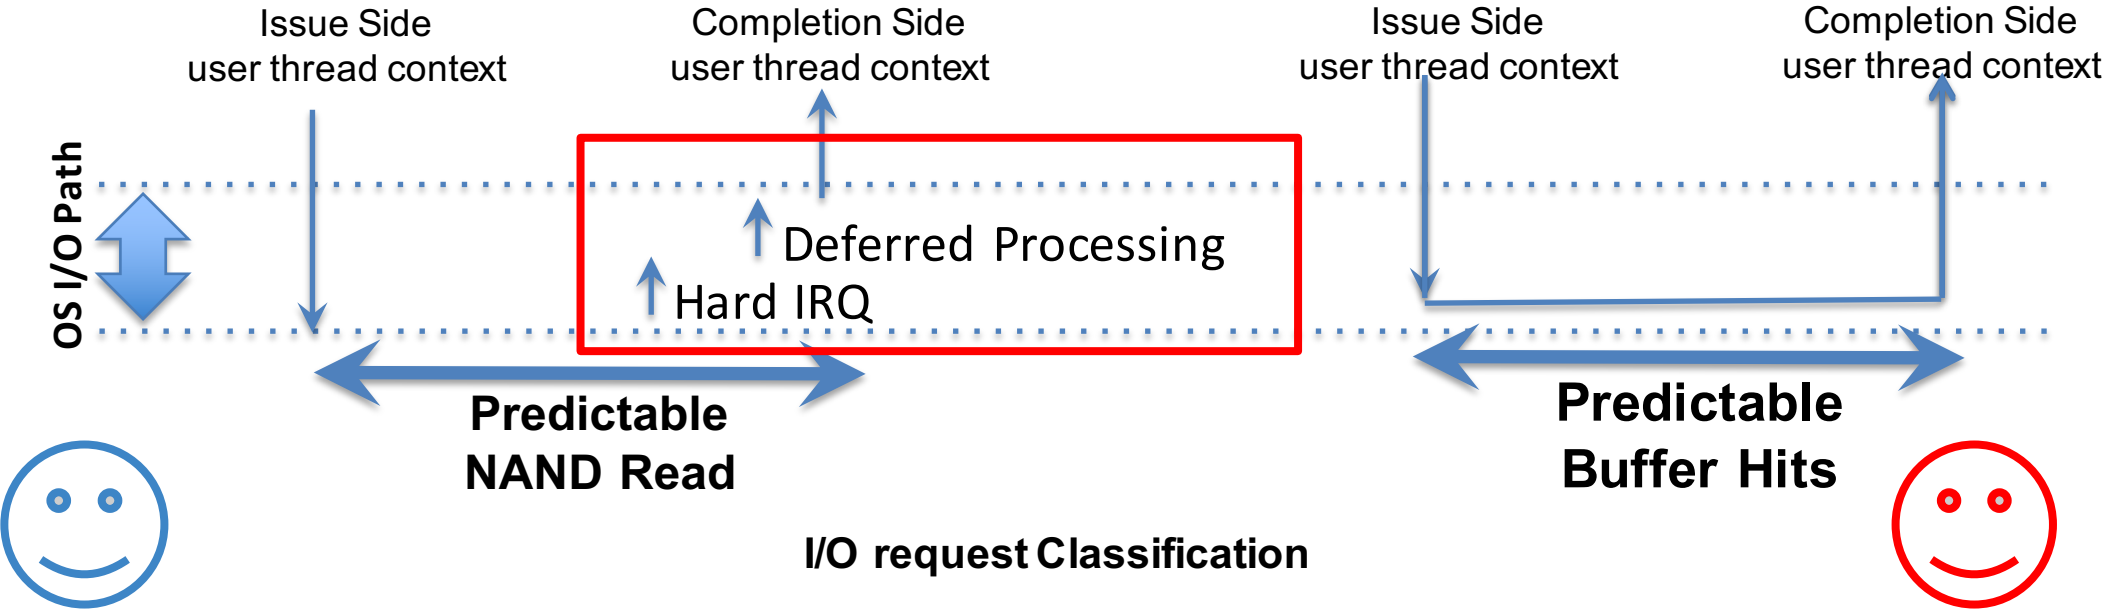 Issue Side
user thread context
Completion Side
user thread context
Issue Side
user thread context
Completion Side
user thread context
OS I/O Path
Deferred Processing
Hard IRQ
Predictable
NAND Read
Predictable
Buffer Hits
I/O request Classification